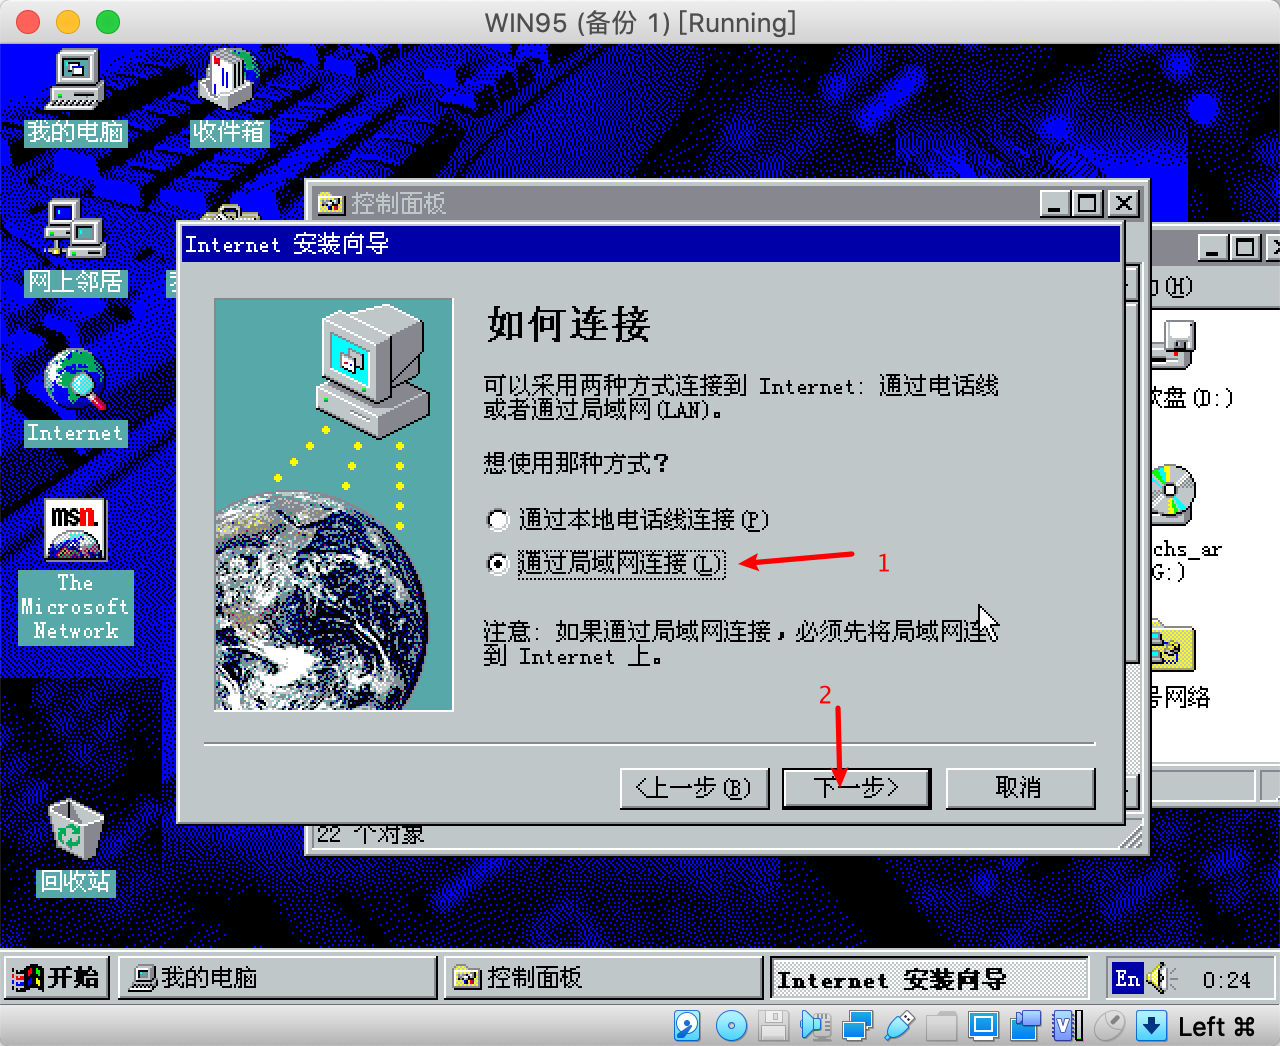 WIN95 (备份 1) [Running]
我的电脑
收件箱
控制面板
Internet 安装向导
网上邻居
(H)
如何连接
可以采用两种方式连接到 Internet: 通过电话线
或者通过局域网(LAN)。
软盘(D:)
Internet
想使用那种方式?
msn.
通过本地电话线连接(P)
通过局域网连接(L)
1
chs_ar
G:)
The
Microsoft
Network
注意: 如果通过局域网连接,必须先将局域网连
到 Internet 上。
2
号网络
<上一步(B)
下一步>
取消
22 个对象
回收站
开始
我的电脑
控制面板
Internet 安装向导
En
0:24
Left ⌘